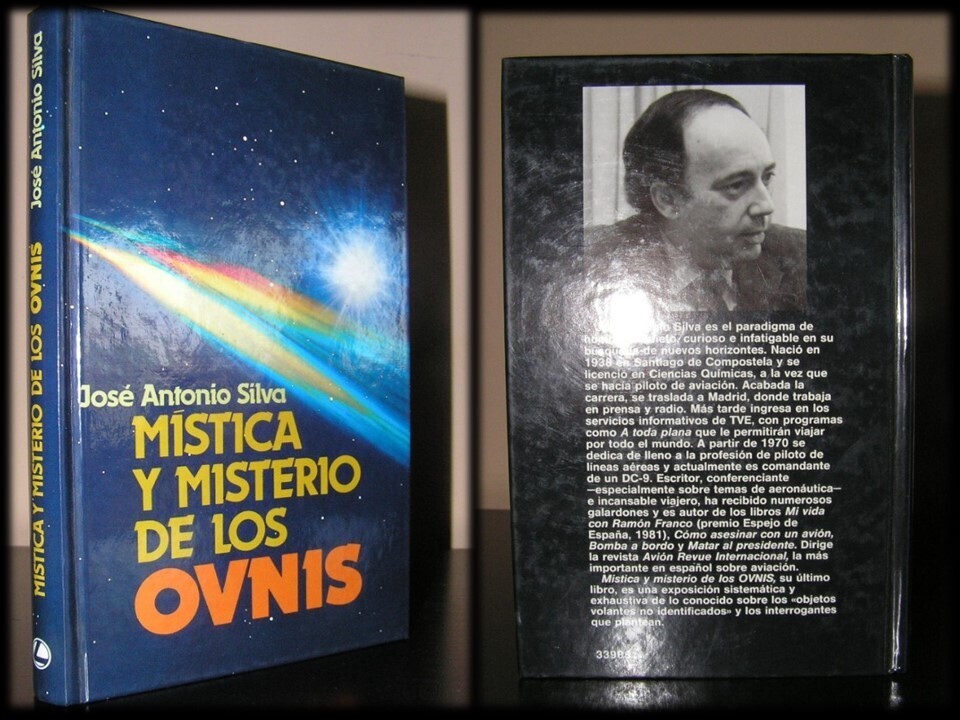 José Antonio Silva
MÍSTICA Y MISTERIO DE LOS OVNIS
José Antonio Silva
MÍSTICA
Y MISTERIO
DE LOS
OVNIS
Silva es el paradigma de
curioso e infatigable en su
de nuevos horizontes. Nació en
1938 en Santiago de Compostela y se
licenció en Ciencias Químicas, a la vez que
se hacía piloto de aviación. Acabada la
carrera, se traslada a Madrid, donde trabaja
en prensa y radio. Más tarde ingresa en los
servicios informativos de TVE, con programas
como A toda plana que le permitirán viajar
por todo el mundo. A partir de 1970 se
dedica de lleno a la profesión de piloto de
líneas aéreas y actualmente es comandante
de un DC-9. Escritor, conferenciante
—especialmente sobre temas de aeronáutica—
e incansable viajero, ha recibido numerosos
galardones y es autor de los libros Mi vida
con Ramón Franco (premio Espejo de
España, 1981), Cómo asesinar con un avión,
Bomba a bordo y Matar al presidente. Dirige
la revista Avión Revue Internacional, la más
importante en español sobre aviación.
Mística y misterio de los OVNIS, su último
libro, es una exposición sistemática y
exhaustiva de lo conocido sobre los «objetos
volantes no identificados» y los interrogantes
que plantean.